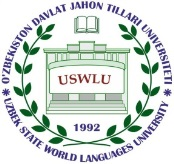 O'ZBEKISTON DAVLAT JAHON TILLARI UNIVERSITETI
USWLU
1992
UZBEK STATE WORLD LANGUAGES UNIVERSITY